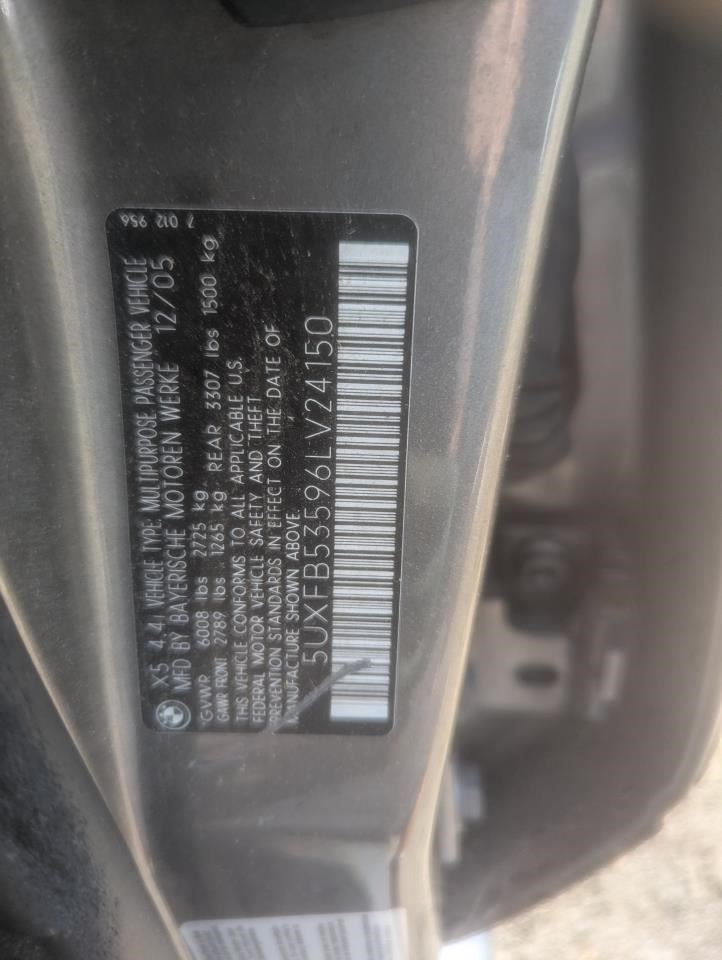 BMW
X5 4.4i VEHICLE TYPE: MULTIPURPOSE PASSENGER VEHICLE
MFD BY BAYERISCHE MOTOREN WERKE 12/05
GVWR 6008 lbs 2725 kg
GAWR FRONT 2789 lbs 1265 kg REAR 3307 lbs 1500 kg
THIS VEHICLE CONFORMS TO ALL APPLICABLE U.S.
FEDERAL MOTOR VEHICLE SAFETY AND THEFT
PREVENTION STANDARDS IN EFFECT ON THE DATE OF
MANUFACTURE SHOWN ABOVE.
5UXFB53596LV24150
7 012 956